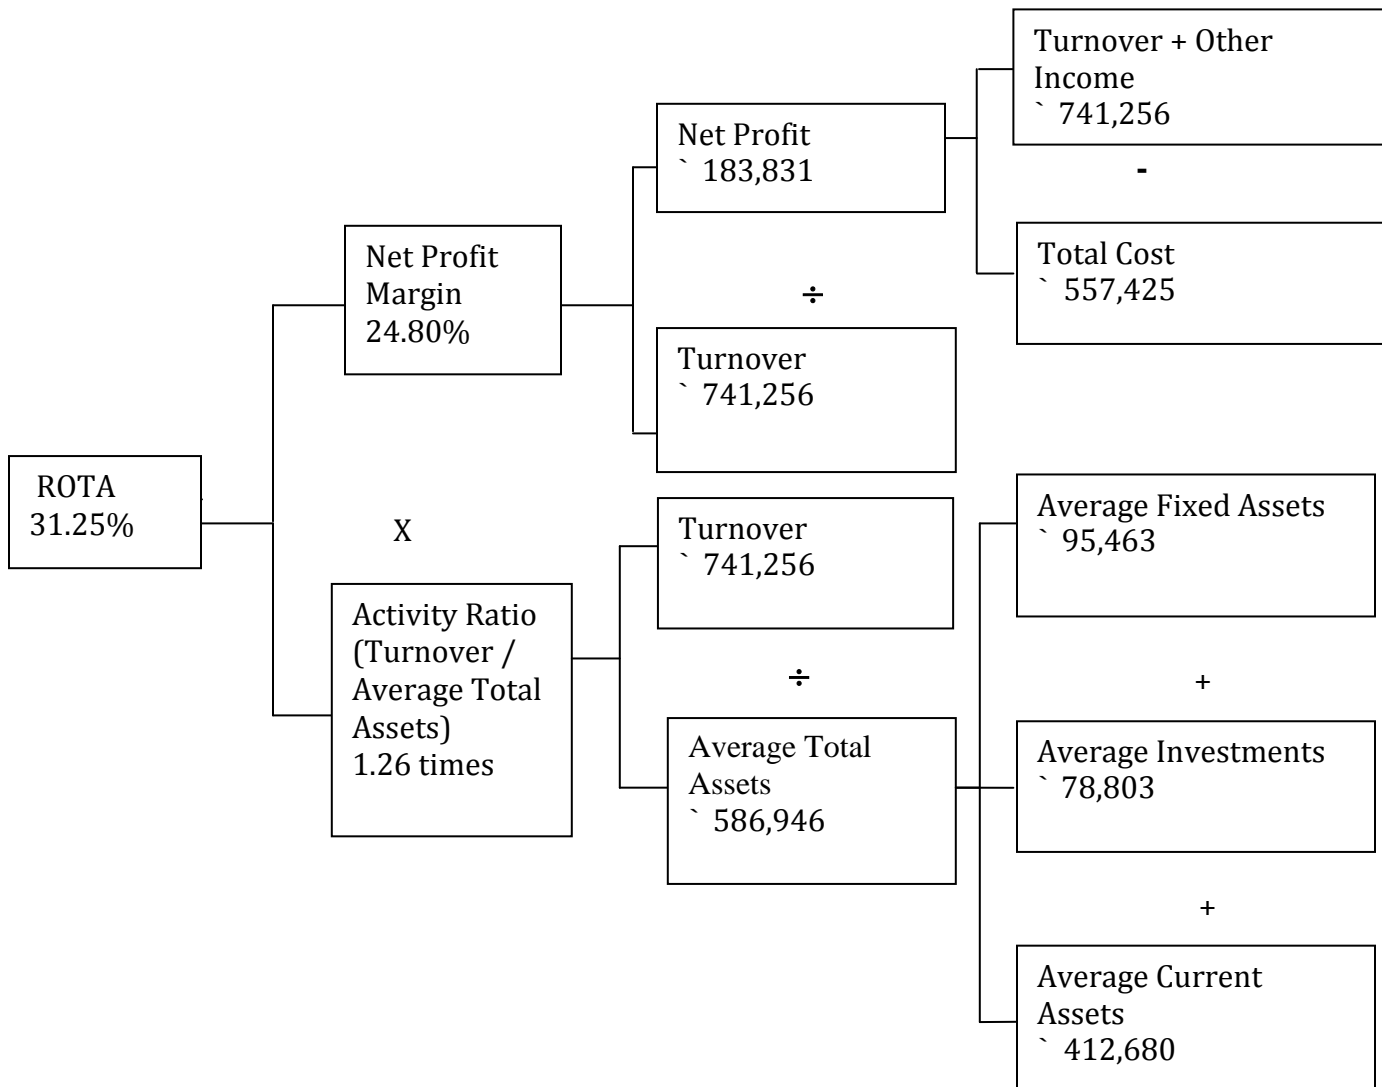 Turnover + Other
Income
` 741,256
-
Total Cost
` 557,425
Net Profit
` 183,831
÷
Turnover
` 741,256
Net Profit
Margin
24.80%
ROTA
31.25%
X
Activity Ratio
(Turnover /
Average Total
Assets)
1.26 times
Turnover
` 741,256
÷
Average Total
Assets
` 586,946
Average Fixed Assets
` 95,463
+
Average Investments
` 78,803
+
Average Current
Assets
` 412,680